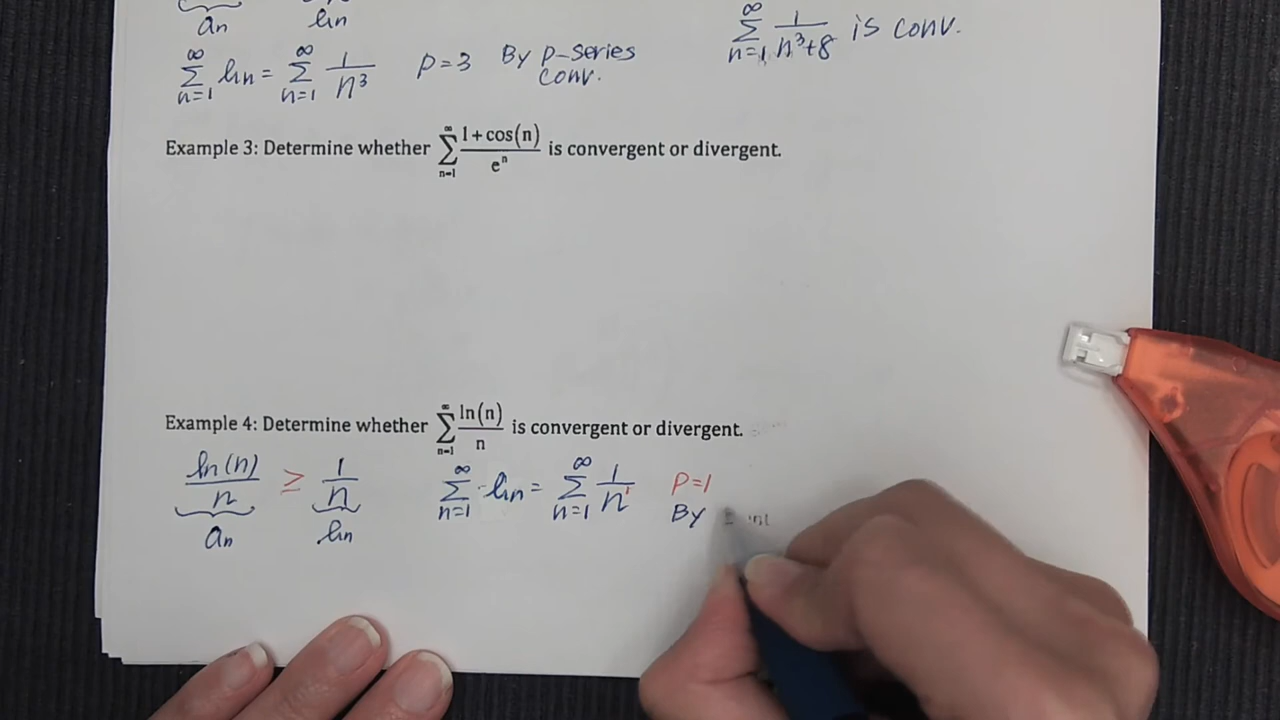 an bn
∞ ∑ n=1 bn = ∞ ∑ n=1 1/n³ P=3 By P-series conv.
∞ ∑ n=1 1/n³+8 is conv.
Example 3: Determine whether ∞ ∑ n=1 1+cos(n)/eⁿ is convergent or divergent.
Example 4: Determine whether ∞ ∑ n=1 ln(n)/n is convergent or divergent.
ln(n)/n ≥ 1/n ∞ ∑ n=1 bn = ∞ ∑ n=1 1/n¹ P=1
an bn By